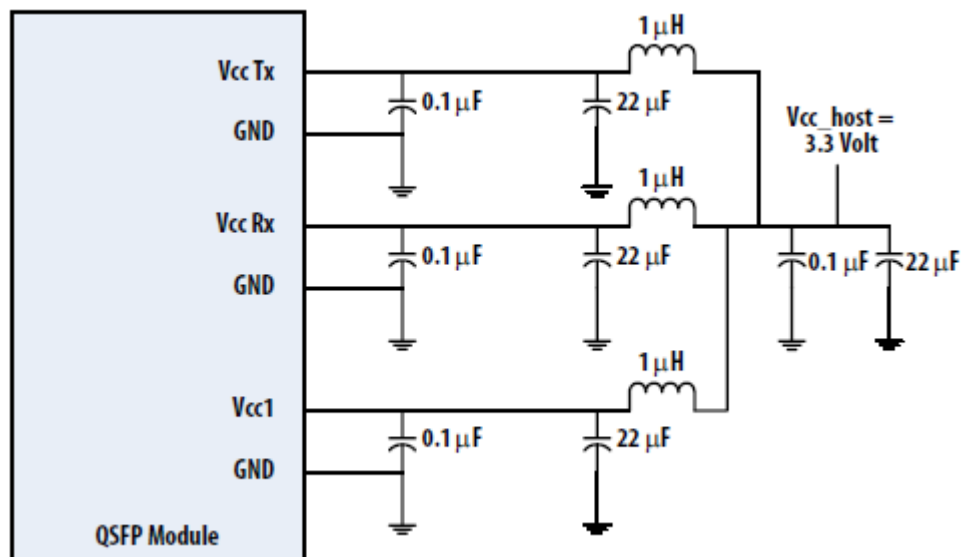 1 μH
Vcc Tx
0.1 μF
22 μF
GND
Vcc_host =
3.3 Volt
1 μH
Vcc Rx
0.1 μF
22 μF
0.1 μF
22 μF
GND
1 μH
Vcc1
0.1 μF
22 μF
GND
QSFP Module